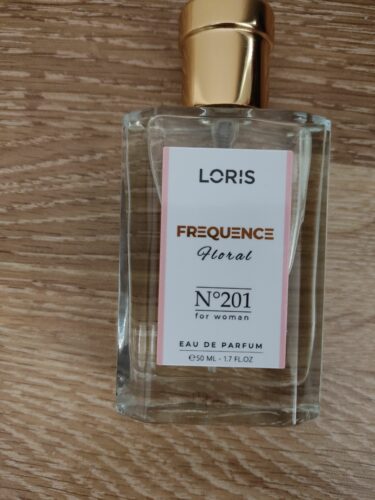 LORIS
FREQUENCE
Floral
N°201
for woman
EAU DE PARFUM
℮50 ML - 1.7 FL.OZ